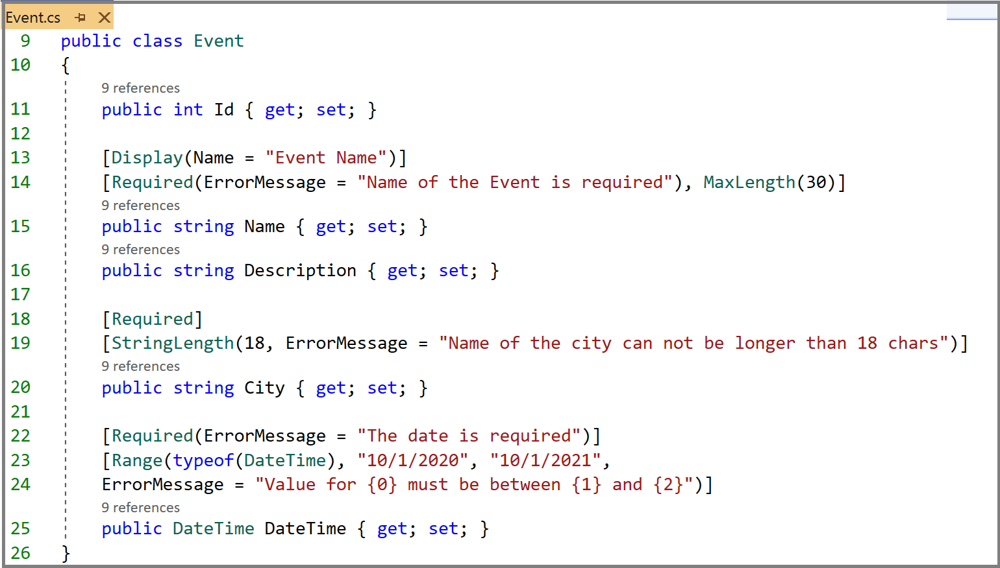 Event.cs
9 public class Event
10 {
9 references
11 public int Id { get; set; }
12
13 [Display(Name = "Event Name")]
14 [Required(ErrorMessage = "Name of the Event is required"), MaxLength(30)]
9 references
15 public string Name { get; set; }
9 references
16 public string Description { get; set; }
17
18 [Required]
19 [StringLength(18, ErrorMessage = "Name of the city can not be longer than 18 chars")]
9 references
20 public string City { get; set; }
21
22 [Required(ErrorMessage = "The date is required")]
23 [Range(typeof(DateTime), "10/1/2020", "10/1/2021",
24 ErrorMessage = "Value for {0} must be between {1} and {2}")]
9 references
25 public DateTime DateTime { get; set; }
26 }